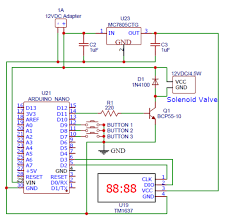 1A
12VDC Adapter
U23
MC7805CTG
IN
OUT
GND
C2
1uF
C3
1uF
D1
1N4100
12VDC/4.5W
VCC
GND
Solenoid Valve
U21
ARDUINO_NANO
R1
220
Q1
BCP55-10
D13
3V3
AREF
A0
A1
A2
A3
A4
A5
A6
A7
5V
RESET
GND
VIN
D12
D11
D10
D9
D8
D7
D6
D5
D4
D3
D2
GND
RESET
D0/RX
D1/TX
BUTTON 1
BUTTON 2
BUTTON 3
GND
88:88
CLK
DIO
VCC
GND
U19
TM1637